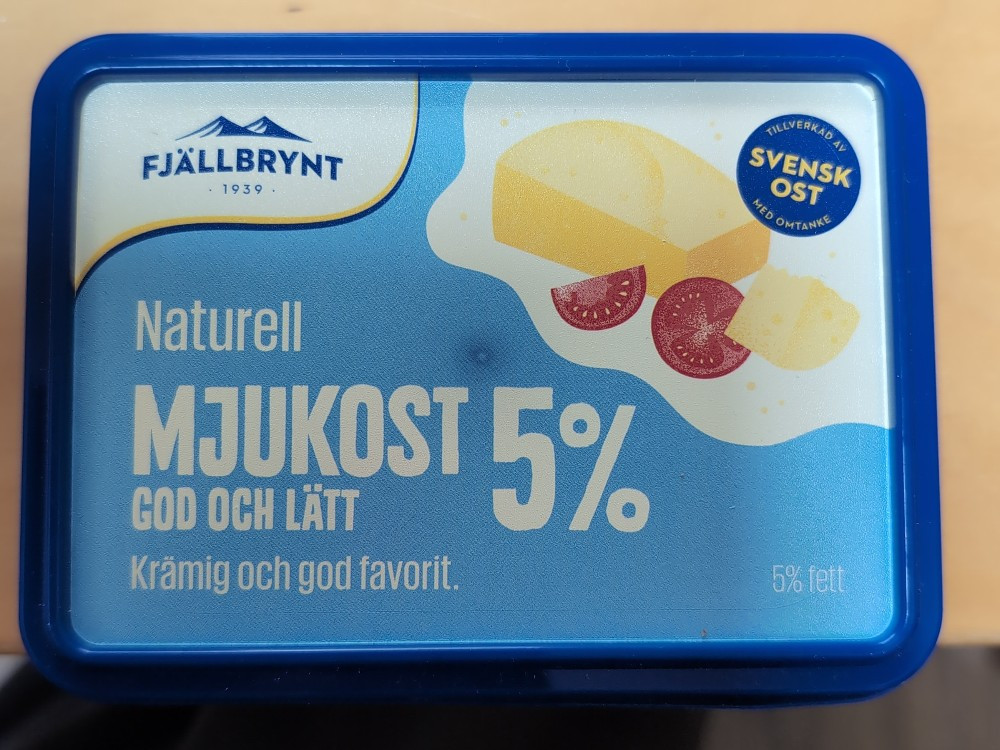 FJÄLLBRYNT
· 1939 ·
TILLVERKAD AV
SVENSK
OST
MED OMTANKE
Naturell
MJUKOST 5%
GOD OCH LÄTT
Krämig och god favorit.
5% fett